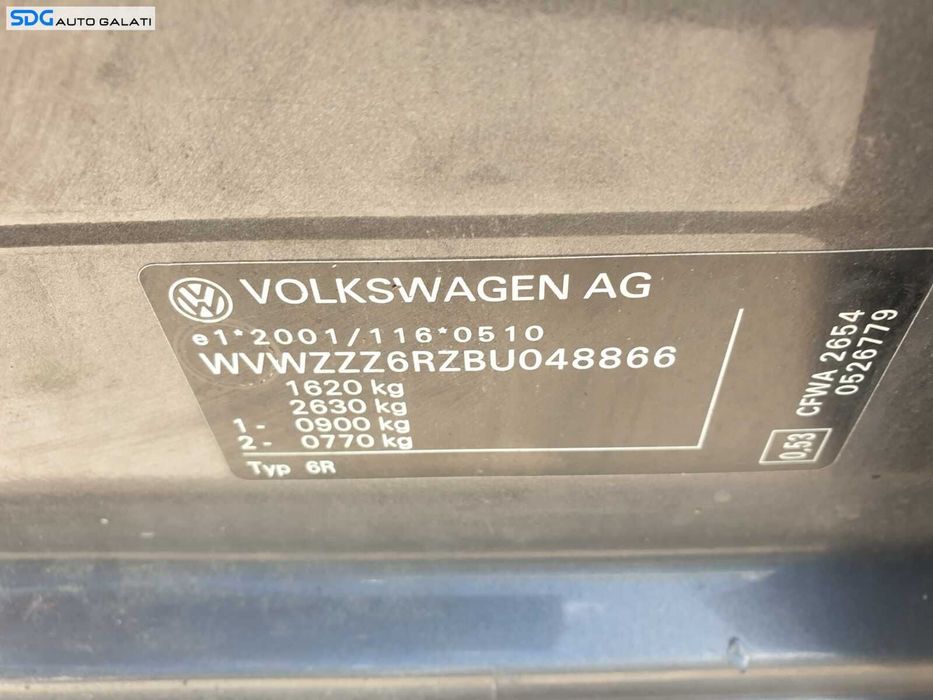 SDG AUTO GALATI
VOLKSWAGEN AG
e1*2001/116*0510
WVWZZZ6RZBU048866
1620 kg
2630 kg
1- 0900 kg
2- 0770 kg
Typ 6R
CFWA 2654
0526779
0,53